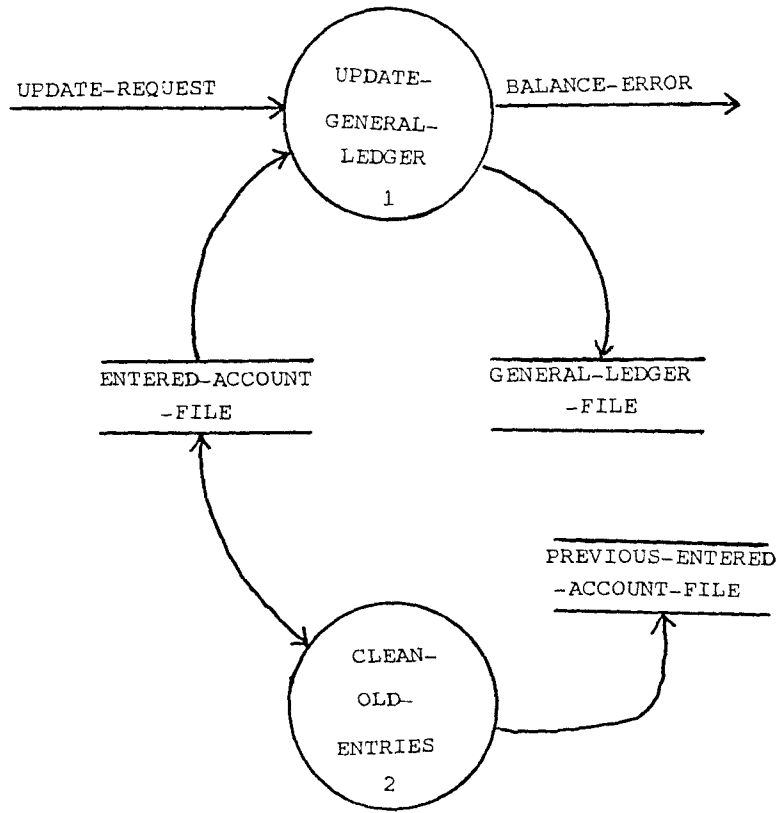 UPDATE-REQUEST
UPDATE-
GENERAL-
LEDGER
1
BALANCE-ERROR
ENTERED-ACCOUNT
-FILE
GENERAL-LEDGER
-FILE
PREVIOUS-ENTERED
-ACCOUNT-FILE
CLEAN-
OLD-
ENTRIES
2